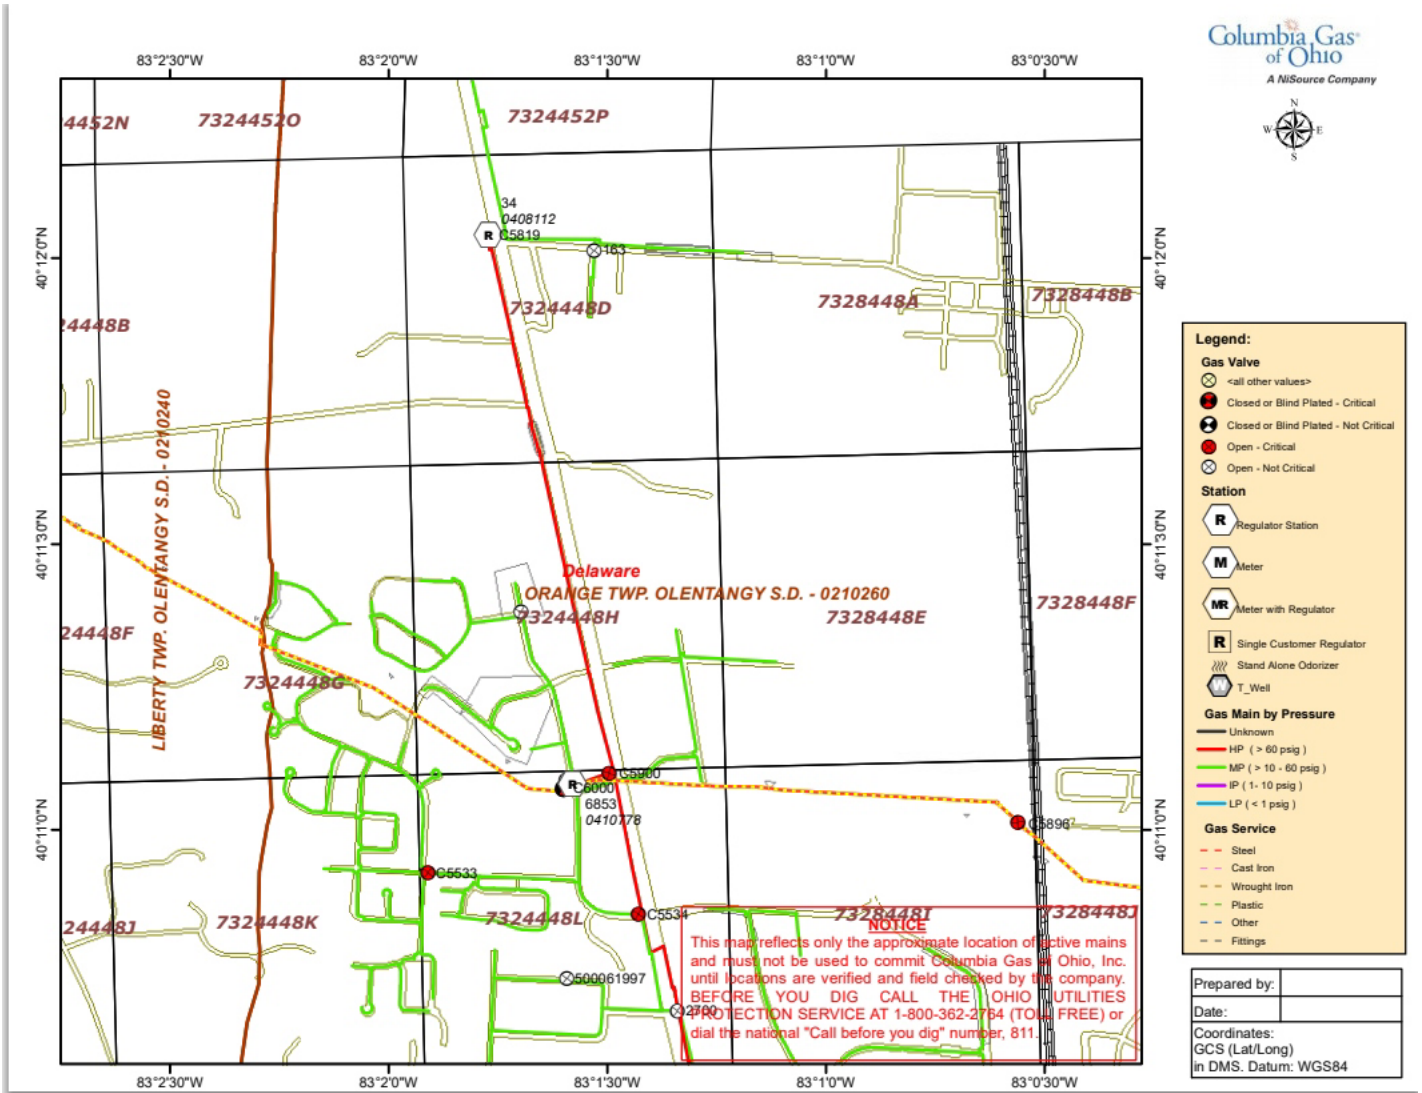 Columbia Gas®
of Ohio
A NiSource Company
N
W E
S
83°2'30"W 83°2'0"W 83°1'30"W 83°1'0"W 83°0'30"W
4452N 7324452O 7324452P
34
0408112
R C5819
163
40°12'0"N 40°12'0"N
7324448D 7328448A 7328448B
24448B
LIBERTY TWP. OLENTANGY S.D. - 0210240
40°11'30"N 40°11'30"N
Delaware
ORANGE TWP. OLENTANGY S.D. - 0210260
24448F 7324448H 7328448E 7328448F
7324448G
C5900
R C6000
6853
0410778
C5896
40°11'0"N 40°11'0"N
C5533
C5534
24448J 7324448K 7324448L 7328448I 7328448J
500061997
2700
NOTICE
This map reflects only the approximate location of active mains
and must not be used to commit Columbia Gas of Ohio, Inc.
until locations are verified and field checked by the company.
BEFORE YOU DIG CALL THE OHIO UTILITIES
PROTECTION SERVICE AT 1-800-362-2764 (TOLL FREE) or
dial the national "Call before you dig" number, 811.
83°2'30"W 83°2'0"W 83°1'30"W 83°1'0"W 83°0'30"W
Legend:
Gas Valve
<all other values>
Closed or Blind Plated - Critical
Closed or Blind Plated - Not Critical
Open - Critical
Open - Not Critical
Station
R Regulator Station
M Meter
MR Meter with Regulator
R Single Customer Regulator
Stand Alone Odorizer
W T_Well
Gas Main by Pressure
Unknown
HP ( > 60 psig )
MP ( > 10 - 60 psig )
IP ( 1- 10 psig )
LP ( < 1 psig )
Gas Service
Steel
Cast Iron
Wrought Iron
Plastic
Other
Fittings
Prepared by:
Date:
Coordinates:
GCS (Lat/Long)
in DMS. Datum: WGS84